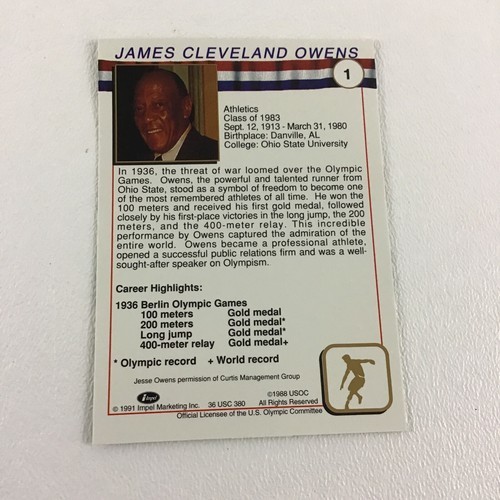 JAMES CLEVELAND OWENS
1
Athletics
Class of 1983
Sept. 12, 1913 - March 31, 1980
Birthplace: Danville, AL
College: Ohio State University
In 1936, the threat of war loomed over the Olympic
Games. Owens, the powerful and talented runner from
Ohio State, stood as a symbol of freedom to become one
of the most remembered athletes of all time. He won the
100 meters and received his first gold medal, followed
closely by his first-place victories in the long jump, the 200
meters, and the 400-meter relay. This incredible
performance by Owens captured the admiration of the
entire world. Owens became a professional athlete,
opened a successful public relations firm and was a well-
sought-after speaker on Olympism.
Career Highlights:
1936 Berlin Olympic Games
100 meters Gold medal
200 meters Gold medal*
Long jump Gold medal*
400-meter relay Gold medal+
* Olympic record + World record
Jesse Owens permission of Curtis Management Group
Impel
©1988 USOC
© 1991 Impel Marketing Inc. 36 USC 380 All Rights Reserved
Official Licensee of the U.S. Olympic Committee